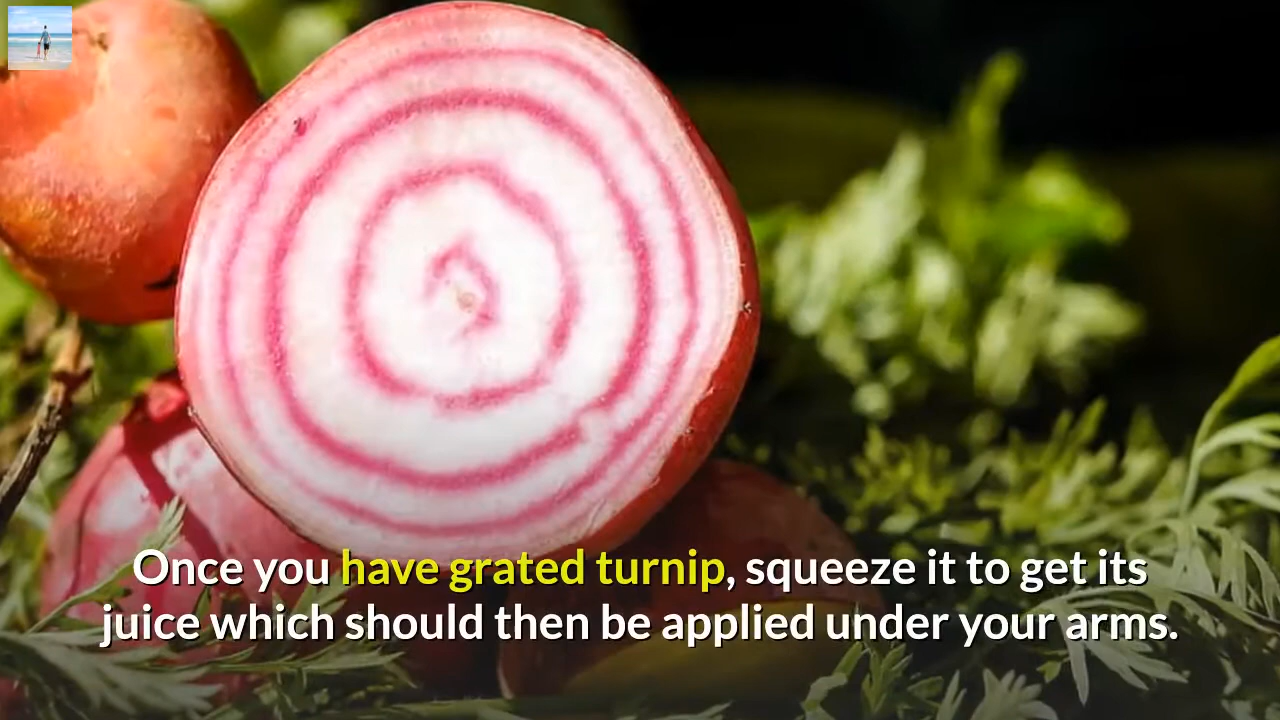 Once you have grated turnip, squeeze it to get its
juice which should then be applied under your arms.